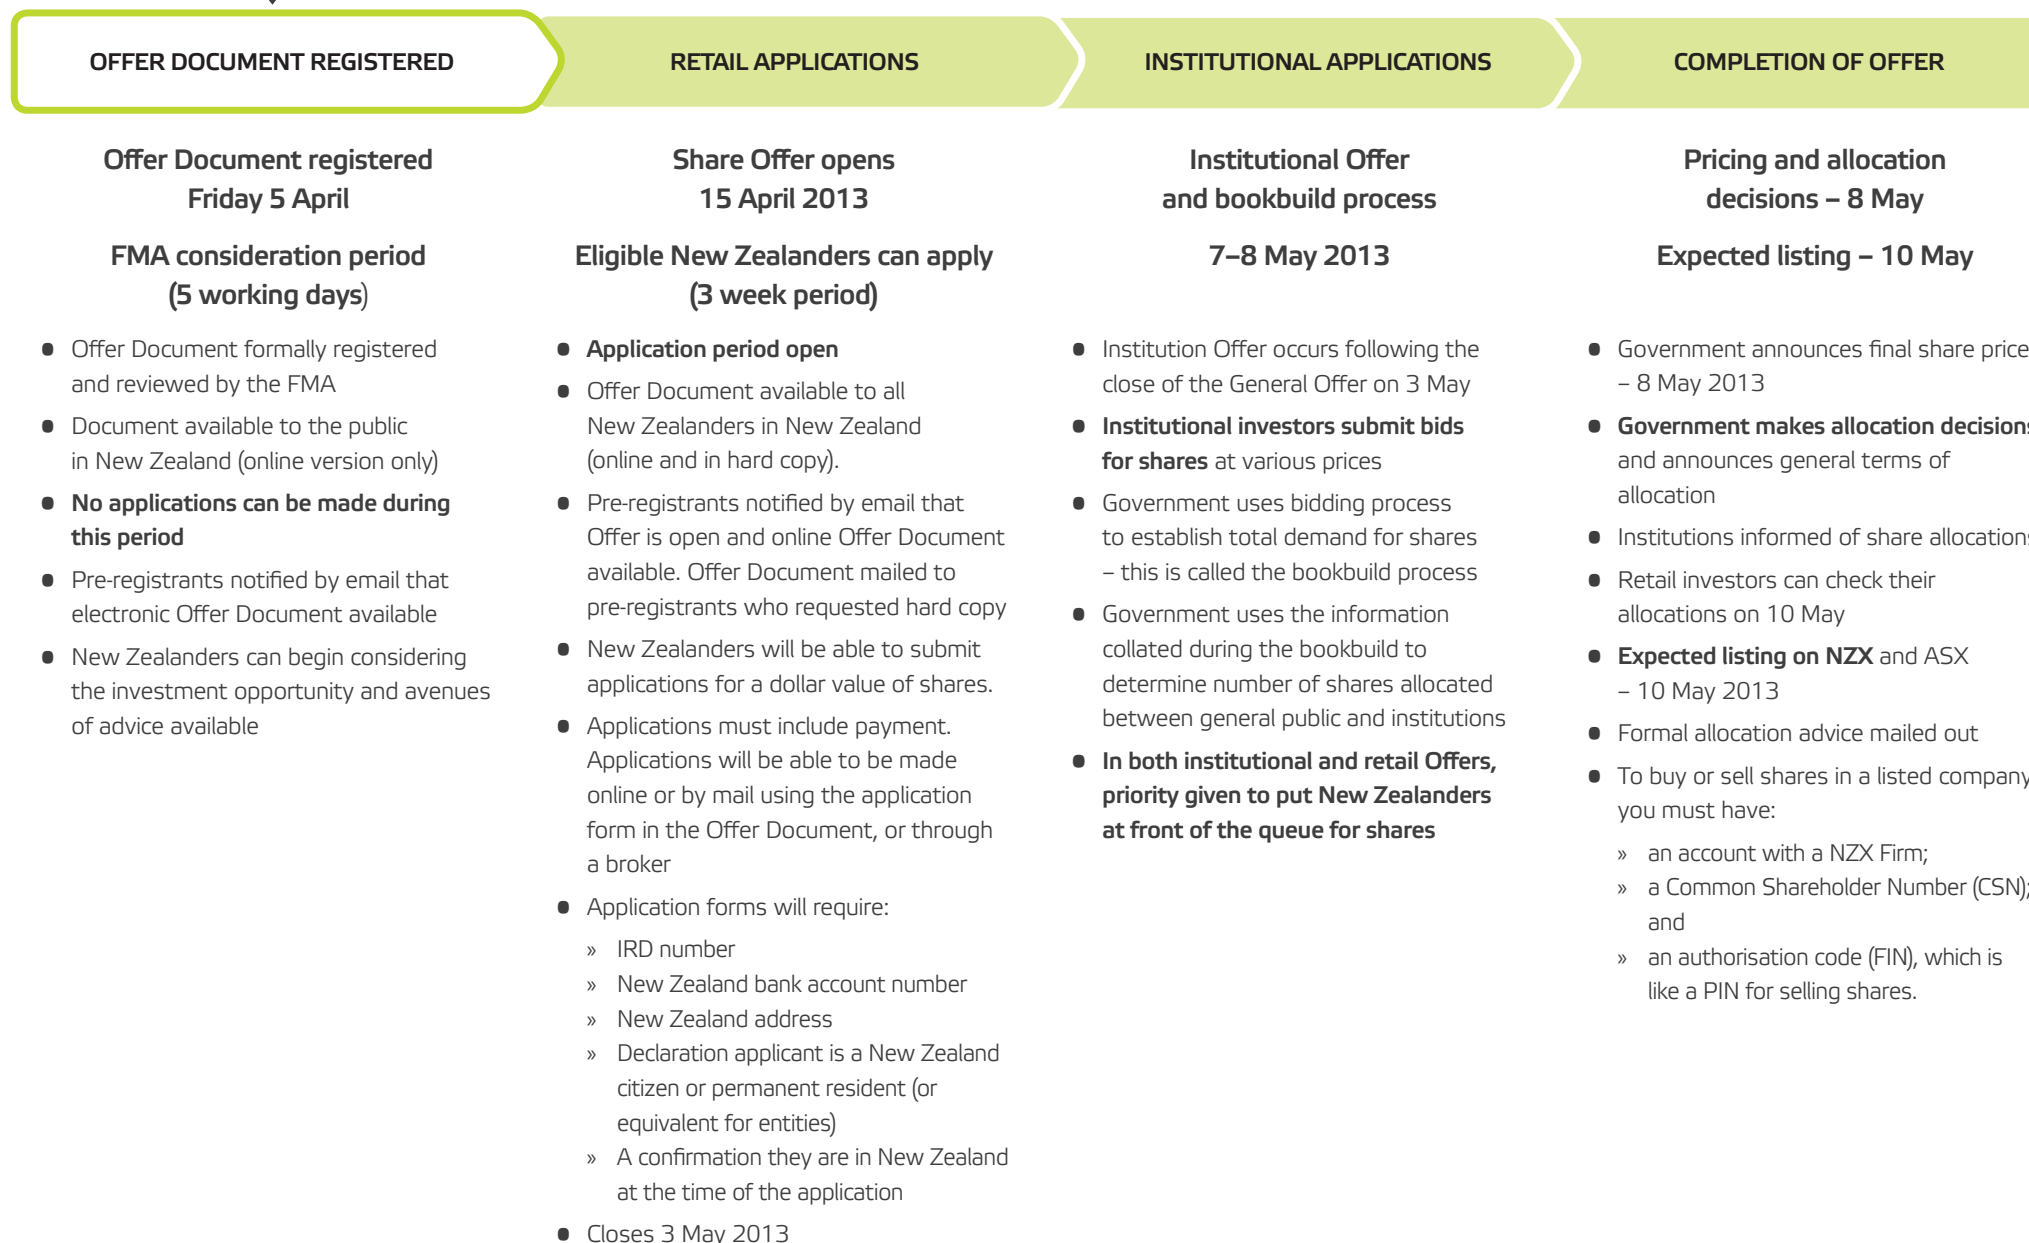 OFFER DOCUMENT REGISTERED
RETAIL APPLICATIONS
INSTITUTIONAL APPLICATIONS
COMPLETION OF OFFER
Offer Document registered
Friday 5 April
FMA consideration period
(5 working days)
• Offer Document formally registered
and reviewed by the FMA
• Document available to the public
in New Zealand (online version only)
• No applications can be made during
this period
• Pre-registrants notified by email that
electronic Offer Document available
• New Zealanders can begin considering
the investment opportunity and avenues
of advice available
Share Offer opens
15 April 2013
Eligible New Zealanders can apply
(3 week period)
• Application period open
• Offer Document available to all
New Zealanders in New Zealand
(online and in hard copy).
• Pre-registrants notified by email that
Offer is open and online Offer Document
available. Offer Document mailed to
pre-registrants who requested hard copy
• New Zealanders will be able to submit
applications for a dollar value of shares.
• Applications must include payment.
Applications will be able to be made
online or by mail using the application
form in the Offer Document, or through
a broker
• Application forms will require:
» IRD number
» New Zealand bank account number
» New Zealand address
» Declaration applicant is a New Zealand
citizen or permanent resident (or
equivalent for entities)
» A confirmation they are in New Zealand
at the time of the application
• Closes 3 May 2013
Institutional Offer
and bookbuild process
7–8 May 2013
• Institution Offer occurs following the
close of the General Offer on 3 May
• Institutional investors submit bids
for shares at various prices
• Government uses bidding process
to establish total demand for shares
– this is called the bookbuild process
• Government uses the information
collated during the bookbuild to
determine number of shares allocated
between general public and institutions
• In both institutional and retail Offers,
priority given to put New Zealanders
at front of the queue for shares
Pricing and allocation
decisions – 8 May
Expected listing – 10 May
• Government announces final share price
– 8 May 2013
• Government makes allocation decisions
and announces general terms of
allocation
• Institutions informed of share allocations
• Retail investors can check their
allocations on 10 May
• Expected listing on NZX and ASX
– 10 May 2013
• Formal allocation advice mailed out
• To buy or sell shares in a listed company
you must have:
» an account with a NZX Firm;
» a Common Shareholder Number (CSN);
and
» an authorisation code (FIN), which is
like a PIN for selling shares.